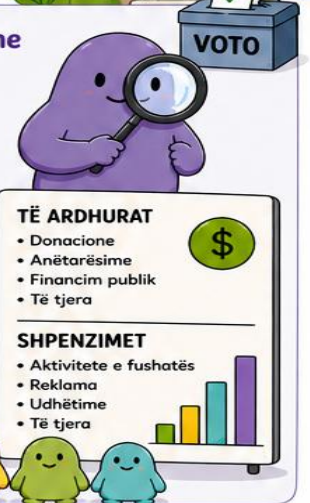 ne
VOTO
TË ARDHURAT
$
• Donacione
• Anëtarësime
• Financim publik
• Të tjera
SHPENZIMET
• Aktivitete e fushatës
• Reklama
• Udhëtime
• Të tjera